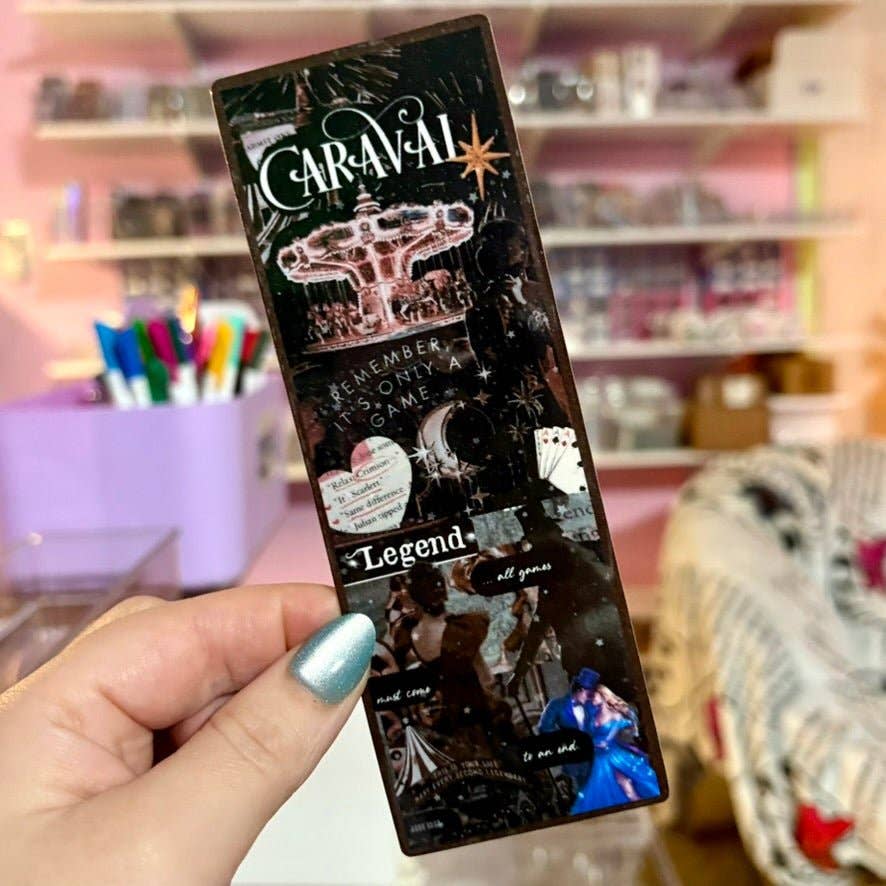 CARAVAL
REMEMBER,
IT'S ONLY A
GAME
"Relax, Crimson."
"It's Scarlett."
"Same difference
Julian tipped
Legend
... all games
must come
to an end.